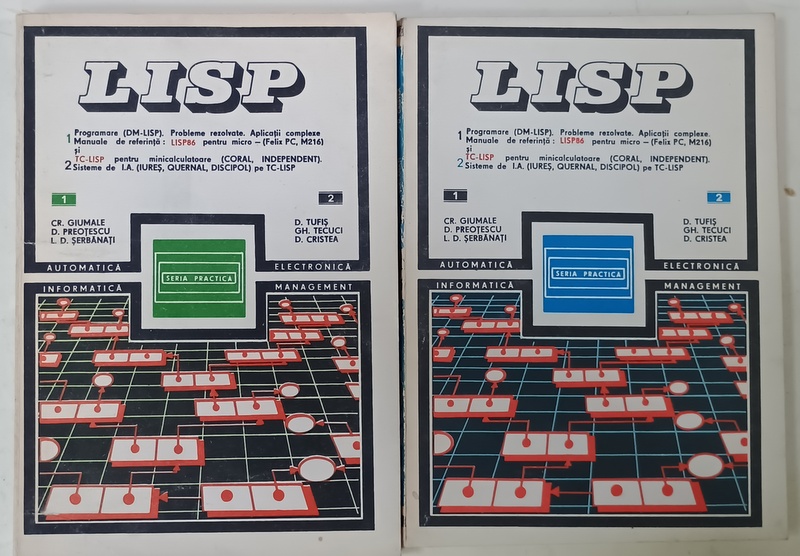 LISP
1 Programare (DM-LISP). Probleme rezolvate. Aplicații complexe
Manuale de referință : LISP86 pentru micro — (Felix PC, M216)
și
TC-LISP pentru minicalculatoare (CORAL, INDEPENDENT).
2 Sisteme de I.A. (IUREȘ, QUERNAL, DISCIPOL) pe TC-LISP
1
2
CR. GIUMALE
D. PREOȚESCU
L. D. ȘERBĂNAȚI
D. TUFIȘ
GH. TECUCI
D. CRISTEA
AUTOMATICĂ
ELECTRONICĂ
SERIA PRACTICĂ
INFORMATICĂ
MANAGEMENT
LISP
1 Programare (DM-LISP). Probleme rezolvate. Aplicații complexe.
Manuale de referință : LISP86 pentru micro — (Felix PC, M216)
și
TC-LISP pentru minicalculatoare (CORAL, INDEPENDENT).
2 Sisteme de I.A. (IUREȘ, QUERNAL, DISCIPOL) pe TC-LISP
1
2
CR. GIUMALE
D. PREOȚESCU
L. D. ȘERBĂNAȚI
D. TUFIȘ
GH. TECUCI
D. CRISTEA
AUTOMATICĂ
ELECTRONICĂ
SERIA PRACTICĂ
INFORMATICĂ
MANAGEMENT